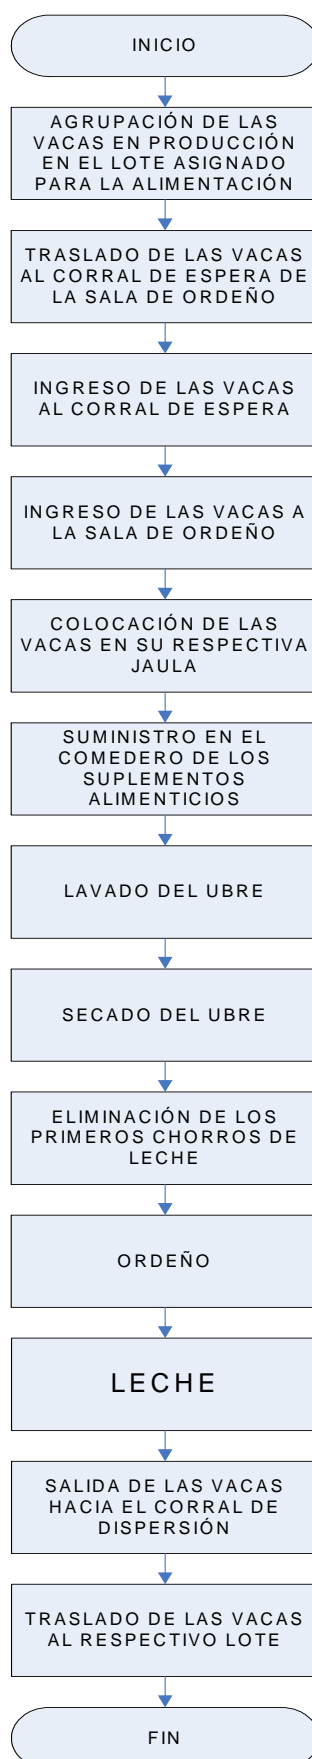 INICIO
AGRUPACIÓN DE LAS
VACAS EN PRODUCCIÓN
EN EL LOTE ASIGNADO
PARA LA ALIMENTACIÓN
TRASLADO DE LAS VACAS
AL CORRAL DE ESPERA DE
LA SALA DE ORDEÑO
INGRESO DE LAS VACAS
AL CORRAL DE ESPERA
INGRESO DE LAS VACAS A
LA SALA DE ORDEÑO
COLOCACIÓN DE LAS
VACAS EN SU RESPECTIVA
JAULA
SUMINISTRO EN EL
COMEDERO DE LOS
SUPLEMENTOS
ALIMENTICIOS
LAVADO DEL UBRE
SECADO DEL UBRE
ELIMINACIÓN DE LOS
PRIMEROS CHORROS DE
LECHE
ORDEÑO
LECHE
SALIDA DE LAS VACAS
HACIA EL CORRAL DE
DISPERSIÓN
TRASLADO DE LAS VACAS
AL RESPECTIVO LOTE
FIN